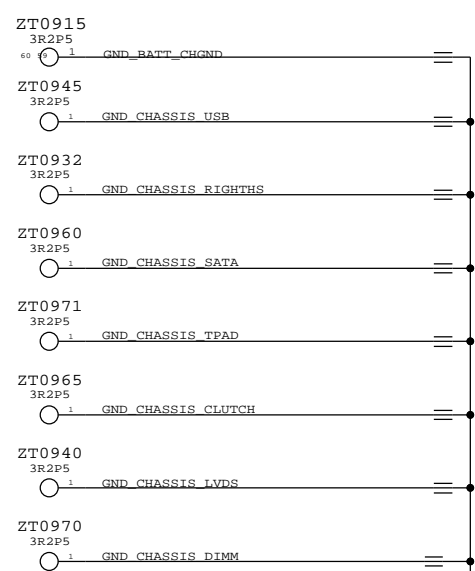 ZT0915
3R2P5
60 59 1 GND_BATT_CHGND
ZT0945
3R2P5
1 GND_CHASSIS_USB
ZT0932
3R2P5
1 GND_CHASSIS_RIGHTHS
ZT0960
3R2P5
1 GND_CHASSIS_SATA
ZT0971
3R2P5
1 GND_CHASSIS_TPAD
ZT0965
3R2P5
1 GND_CHASSIS_CLUTCH
ZT0940
3R2P5
1 GND_CHASSIS_LVDS
ZT0970
3R2P5
1 GND_CHASSIS_DIMM